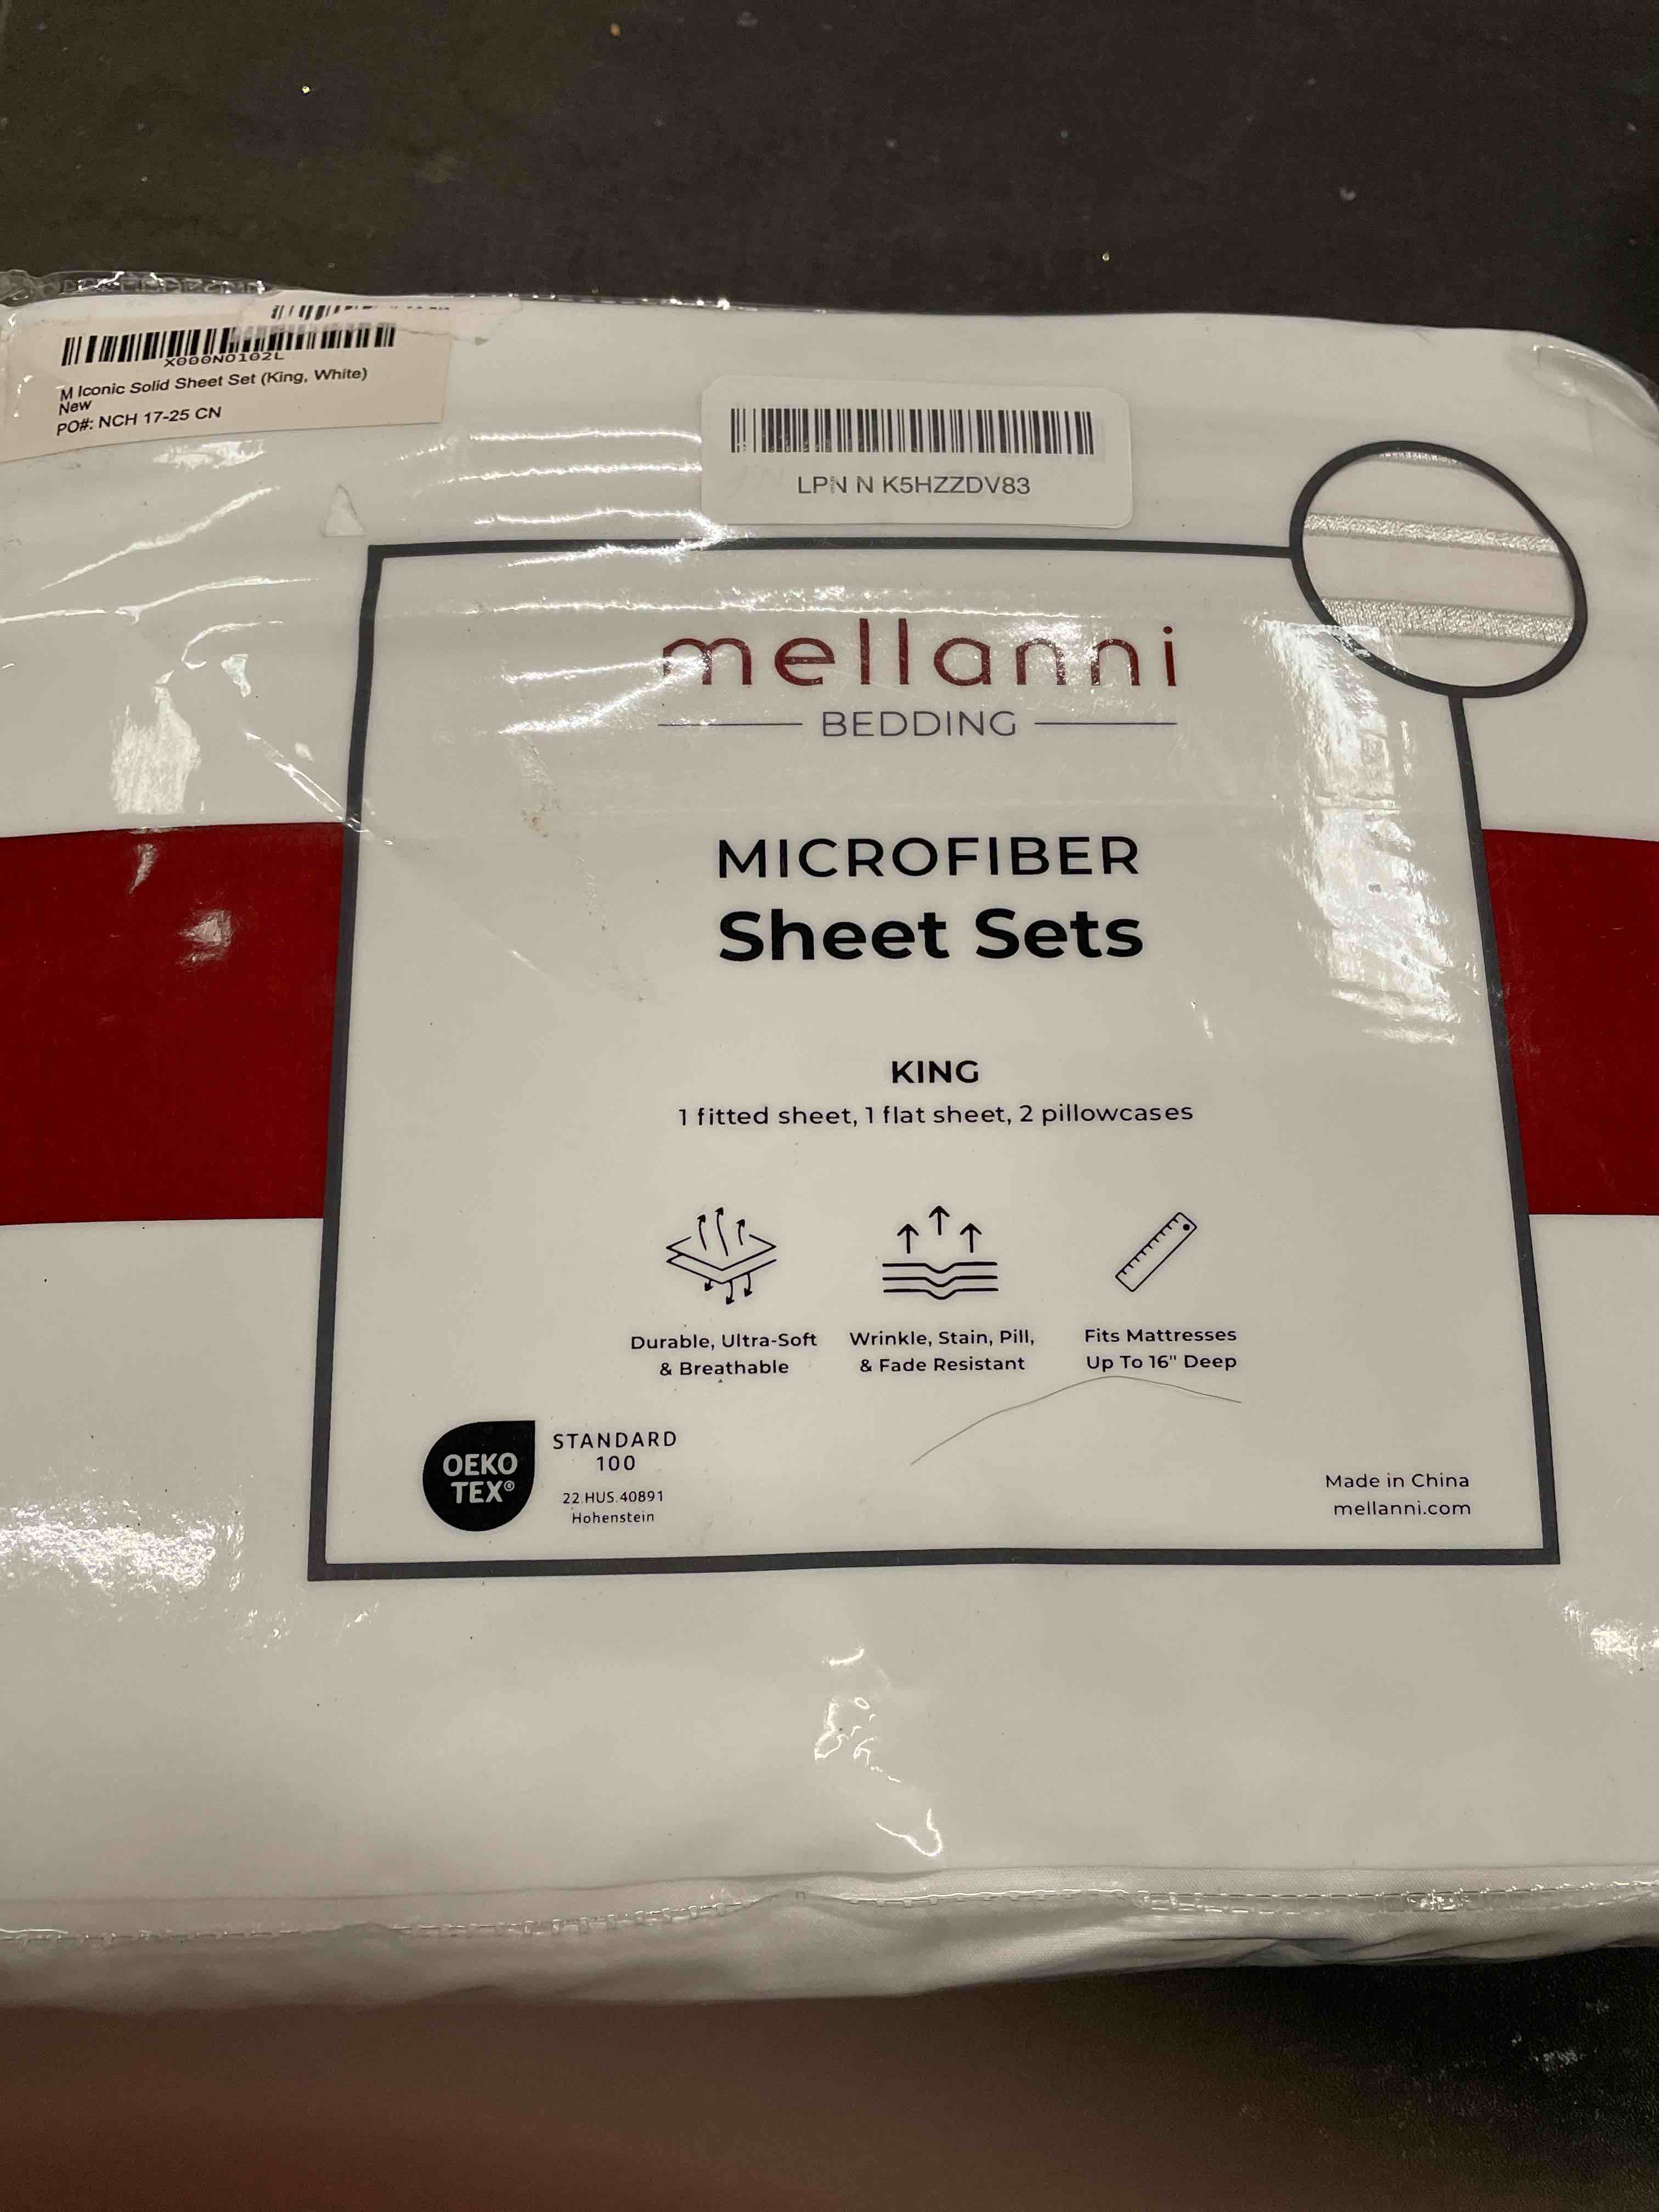 X000N0102L
M Iconic Solid Sheet Set (King, White)
New
PO#: NCH 17-25 CN
LPN N K5HZZDV83
mellanni
BEDDING
MICROFIBER
Sheet Sets
KING
1 fitted sheet, 1 flat sheet, 2 pillowcases
Durable, Ultra-Soft
& Breathable
Wrinkle, Stain, Pill,
& Fade Resistant
Fits Mattresses
Up To 16" Deep
OEKO
TEX®
STANDARD
100
22.HUS.40891
Hohenstein
Made in China
mellanni.com